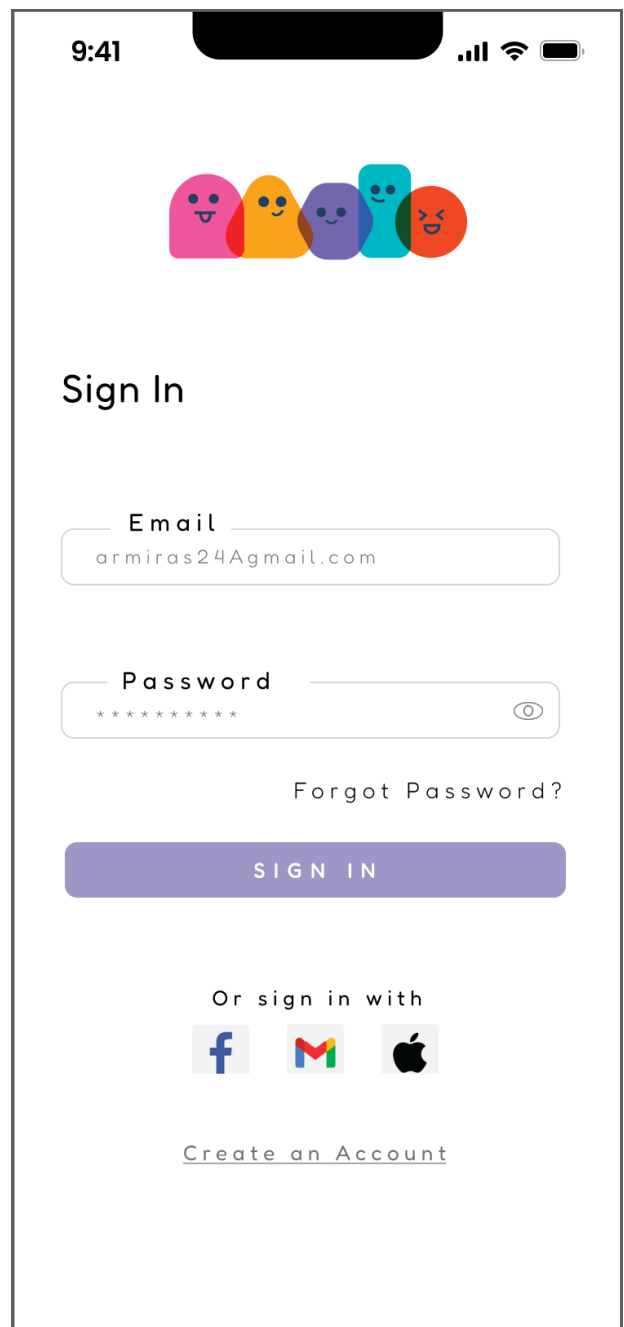 9:41
Sign In
Email
armiras24Agmail.com
Password
**********
Forgot Password?
SIGN IN
Or sign in with
Create an Account